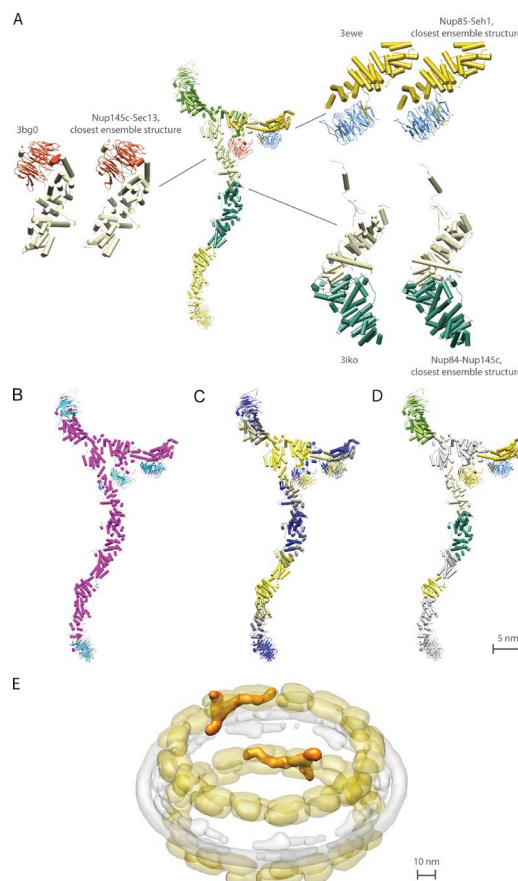 A
3ewe
Nup85-Seh1,
closest ensemble structure
3bg0
Nup145c-Sec13,
closest ensemble structure
3iko
Nup84-Nup145c,
closest ensemble structure
B
C
D
5 nm
E
10 nm